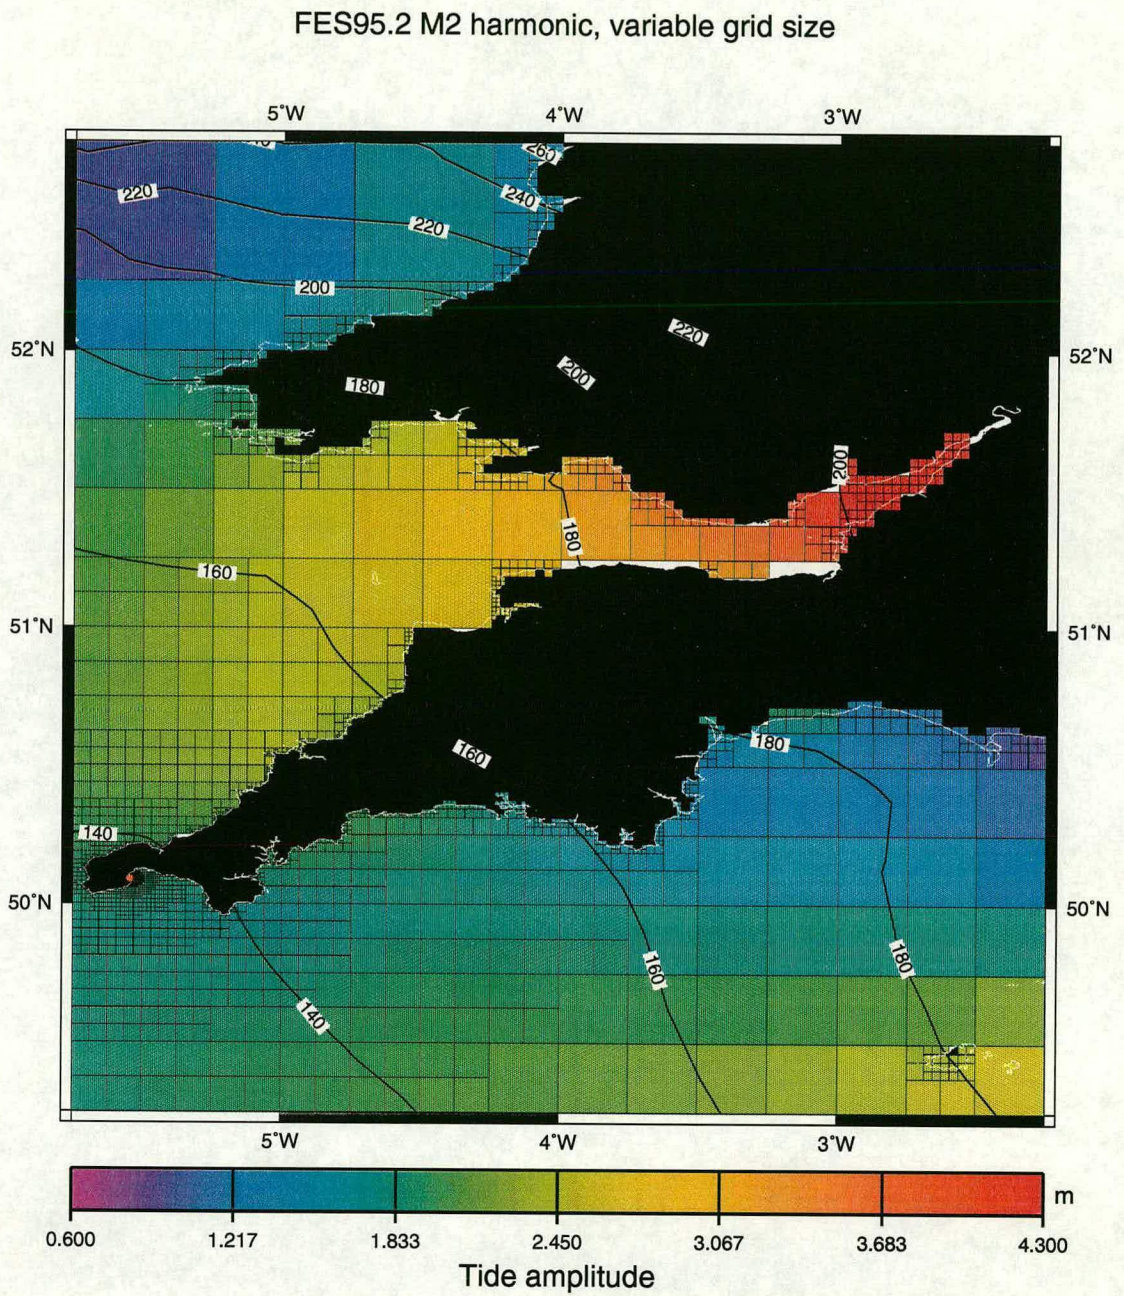 FES95.2 M2 harmonic, variable grid size
5°W 4°W 3°W
260
220 240
220
200
220
52°N 52°N
180 200
200
180
160
51°N 51°N
160 180
140
50°N 50°N
160 180
140
5°W 4°W 3°W
m
0.600 1.217 1.833 2.450 3.067 3.683 4.300
Tide amplitude